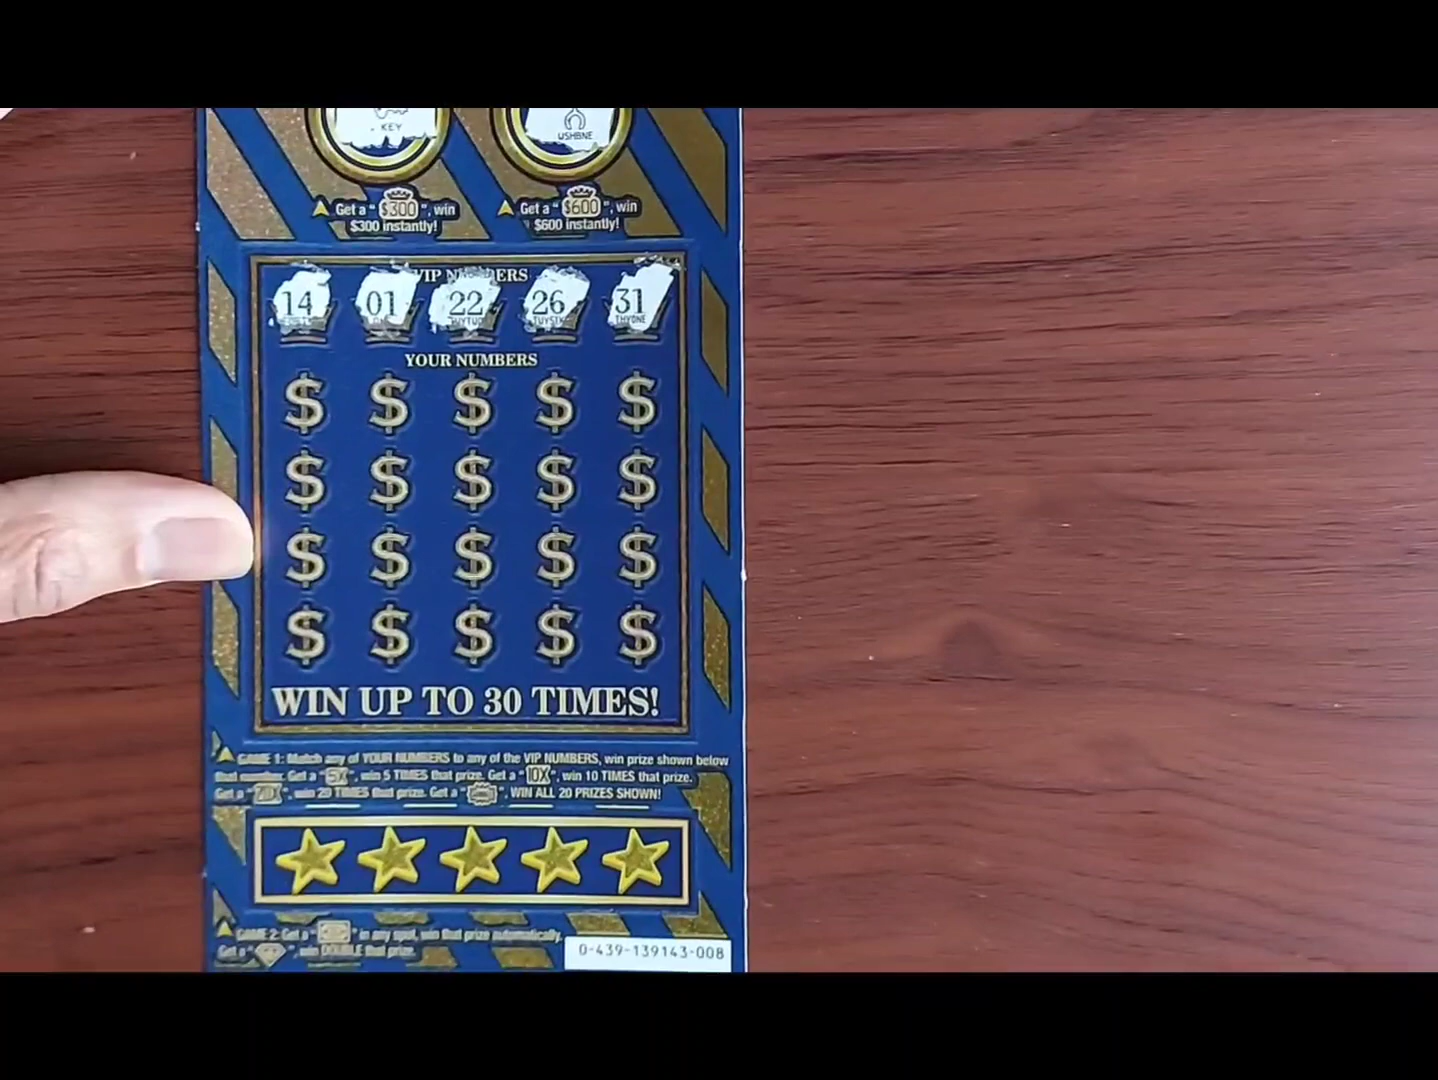 KEY
USHBNE
Get a "$300", win
$300 instantly!
Get a "$600", win
$600 instantly!
VIP NUMBERS
14 01 22 26 31
TUYSIX
THYONE
YOUR NUMBERS
$ $ $ $ $
$ $ $ $ $
$ $ $ $ $
$ $ $ $ $
WIN UP TO 30 TIMES!
GAME 1: Match any of YOUR NUMBERS to any of the VIP NUMBERS, win prize shown below
that number. Get a "5X", win 5 TIMES that prize. Get a "10X", win 10 TIMES that prize.
Get a "20X", win 20 TIMES that prize. Get a " ", WIN ALL 20 PRIZES SHOWN!
GAME 2: Get a " " in any spot, win that prize automatically.
Get a " ", win DOUBLE that prize.
0-439-139143-008